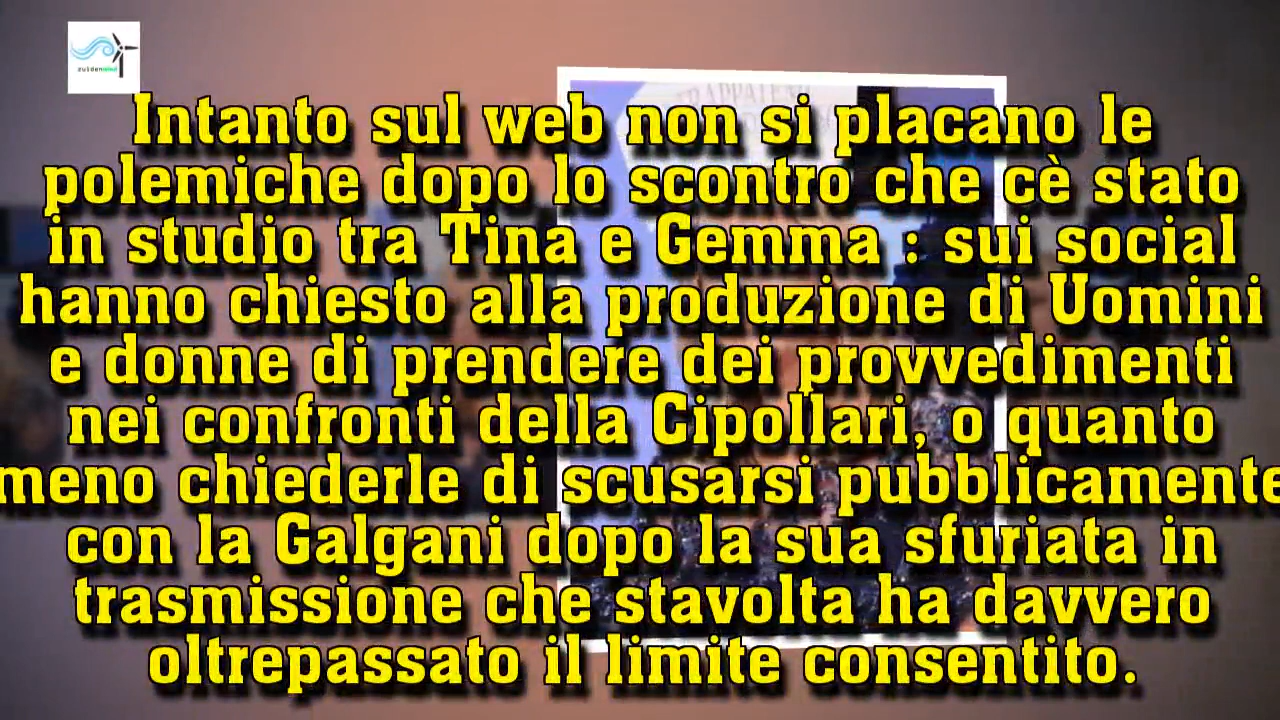 Intanto sul web non si placano le
polemiche dopo lo scontro che cè stato
in studio tra Tina e Gemma : sui social
hanno chiesto alla produzione di Uomini
e donne di prendere dei provvedimenti
nei confronti della Cipollari, o quanto
meno chiederle di scusarsi pubblicamente
con la Galgani dopo la sua sfuriata in
trasmissione che stavolta ha davvero
oltrepassato il limite consentito.